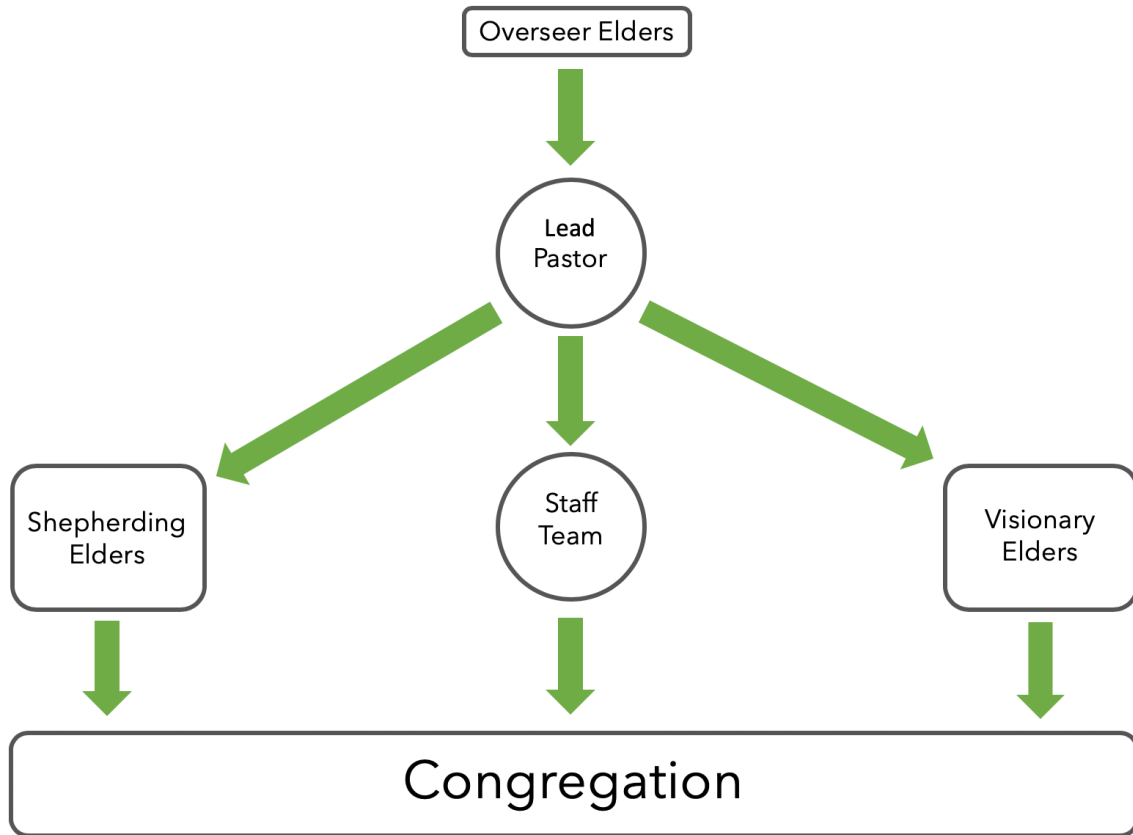 Overseer Elders
Lead
Pastor
Shepherding
Elders
Staff
Team
Visionary
Elders
Congregation